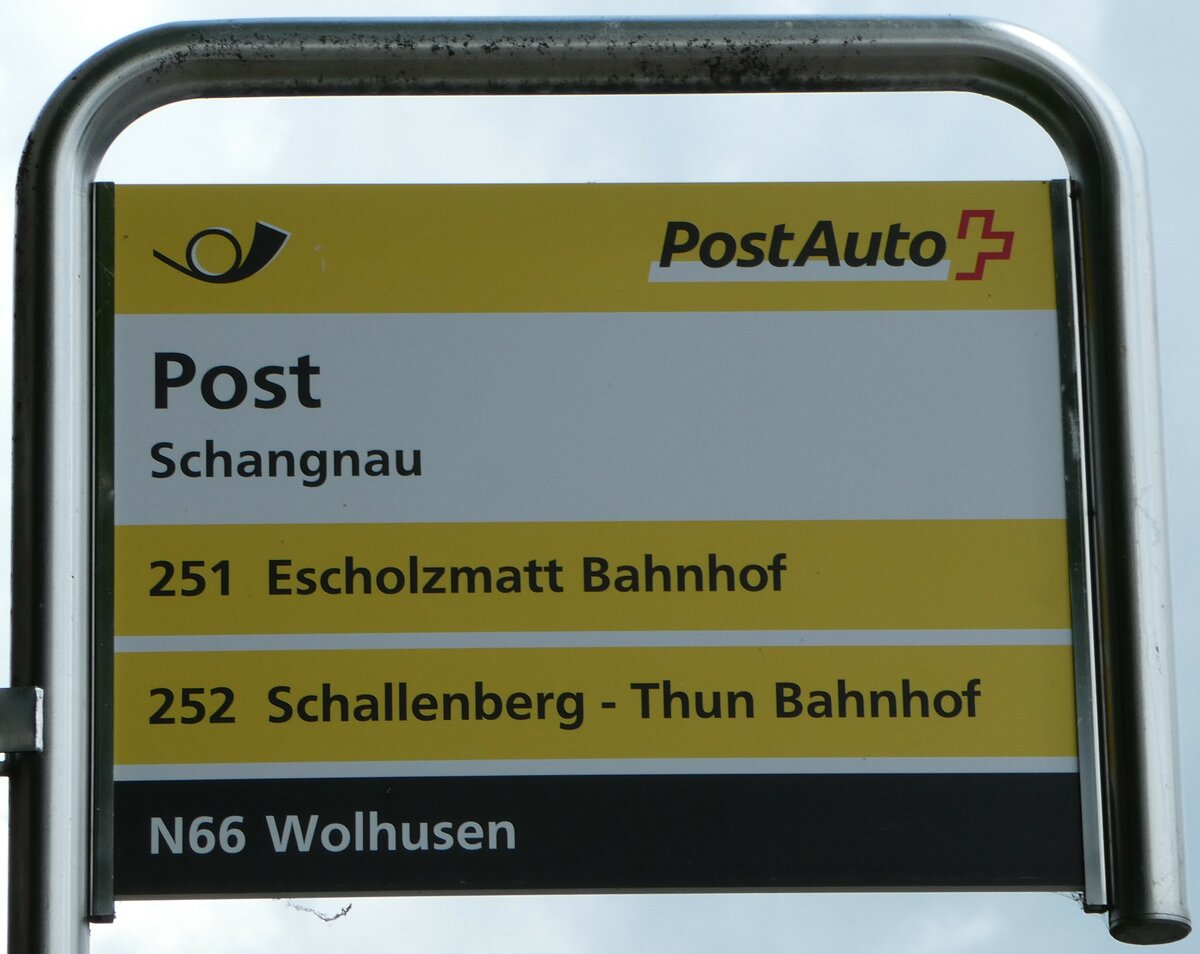 PostAuto
Post
Schangnau
251 Escholzmatt Bahnhof
252 Schallenberg - Thun Bahnhof
N66 Wolhusen